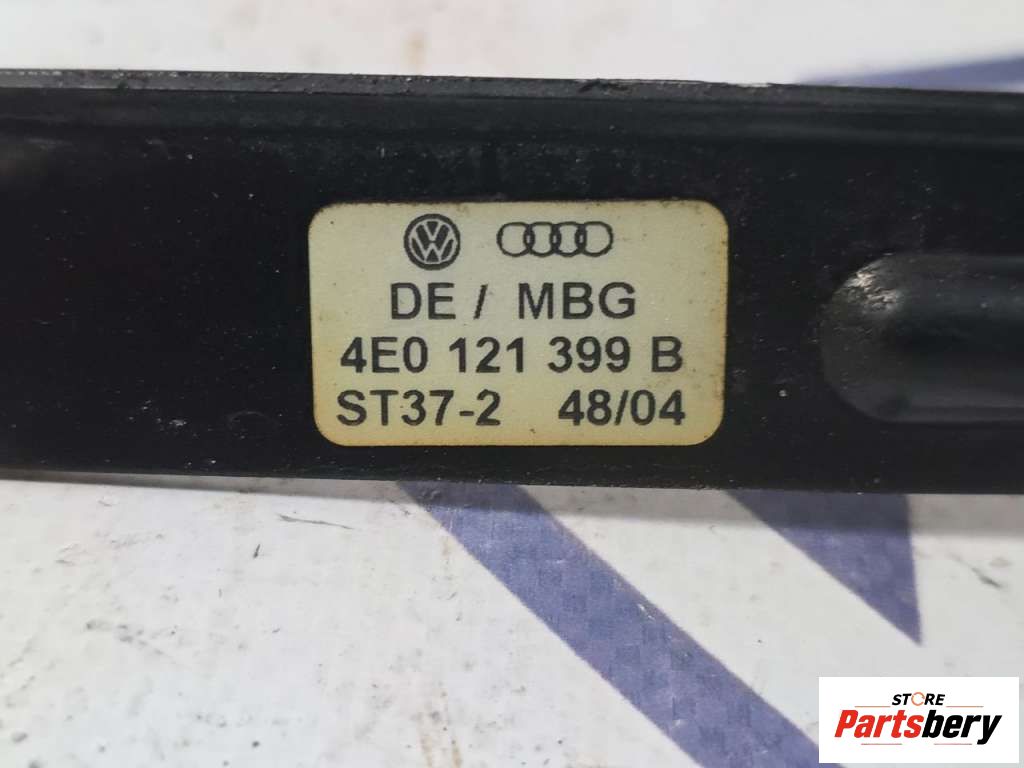 DE / MBG
4E0 121 399 B
ST37-2 48/04
STORE
Partsbery